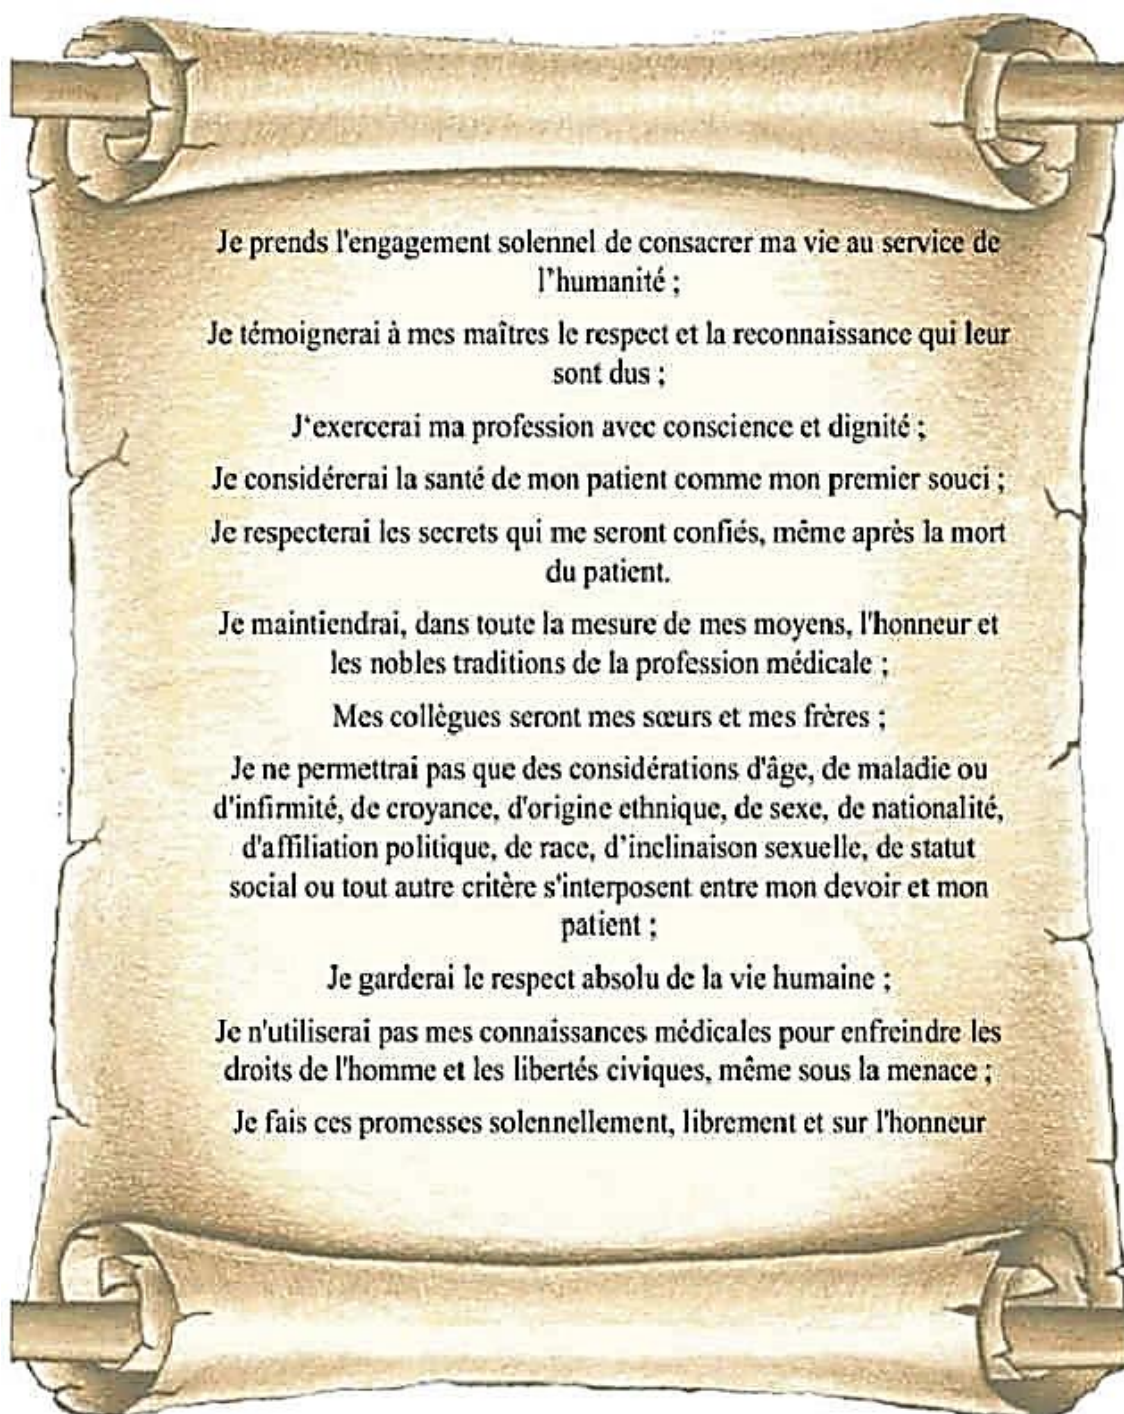 Je prends l'engagement solennel de consacrer ma vie au service de
l'humanité ;
Je témoignerai à mes maîtres le respect et la reconnaissance qui leur
sont dus ;
J‘exercerai ma profession avec conscience et dignité ;
Je considérerai la santé de mon patient comme mon premier souci ;
Je respecterai les secrets qui me seront confiés, même après la mort
du patient.
Je maintiendrai, dans toute la mesure de mes moyens, l'honneur et
les nobles traditions de la profession médicale ;
Mes collègues seront mes sœurs et mes frères ;
Je ne permettrai pas que des considérations d'âge, de maladie ou
d'infirmité, de croyance, d'origine ethnique, de sexe, de nationalité,
d'affiliation politique, de race, d’inclinaison sexuelle, de statut
social ou tout autre critère s'interposent entre mon devoir et mon
patient ;
Je garderai le respect absolu de la vie humaine ;
Je n'utiliserai pas mes connaissances médicales pour enfreindre les
droits de l'homme et les libertés civiques, même sous la menace ;
Je fais ces promesses solennellement, librement et sur l'honneur